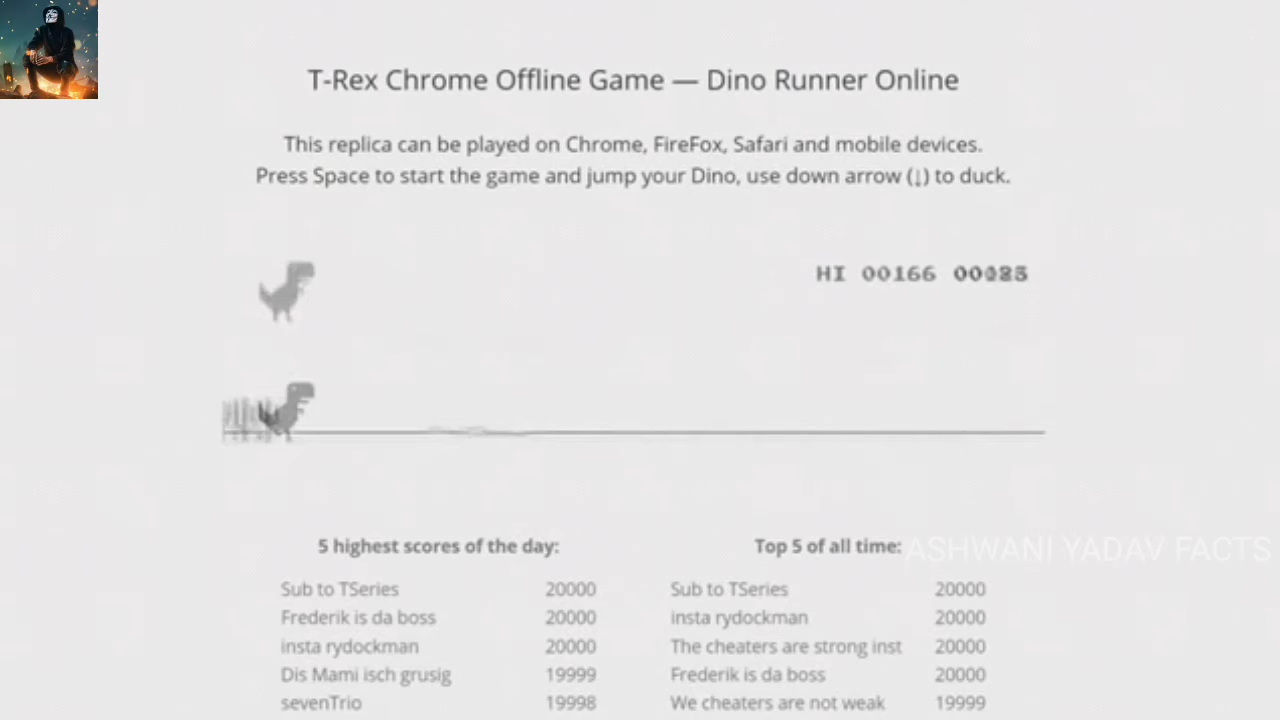 T-Rex Chrome Offline Game — Dino Runner Online
This replica can be played on Chrome, FireFox, Safari and mobile devices.
Press Space to start the game and jump your Dino, use down arrow (↓) to duck.
HI 00166
5 highest scores of the day:
Sub to TSeries 20000
Frederik is da boss 20000
insta rydockman 20000
Dis Mami isch grusig 19999
sevenTrio 19998
Top 5 of all time:
Sub to TSeries 20000
insta rydockman 20000
The cheaters are strong inst 20000
Frederik is da boss 20000
We cheaters are not weak 19999
ASHWANI YADAV FACTS